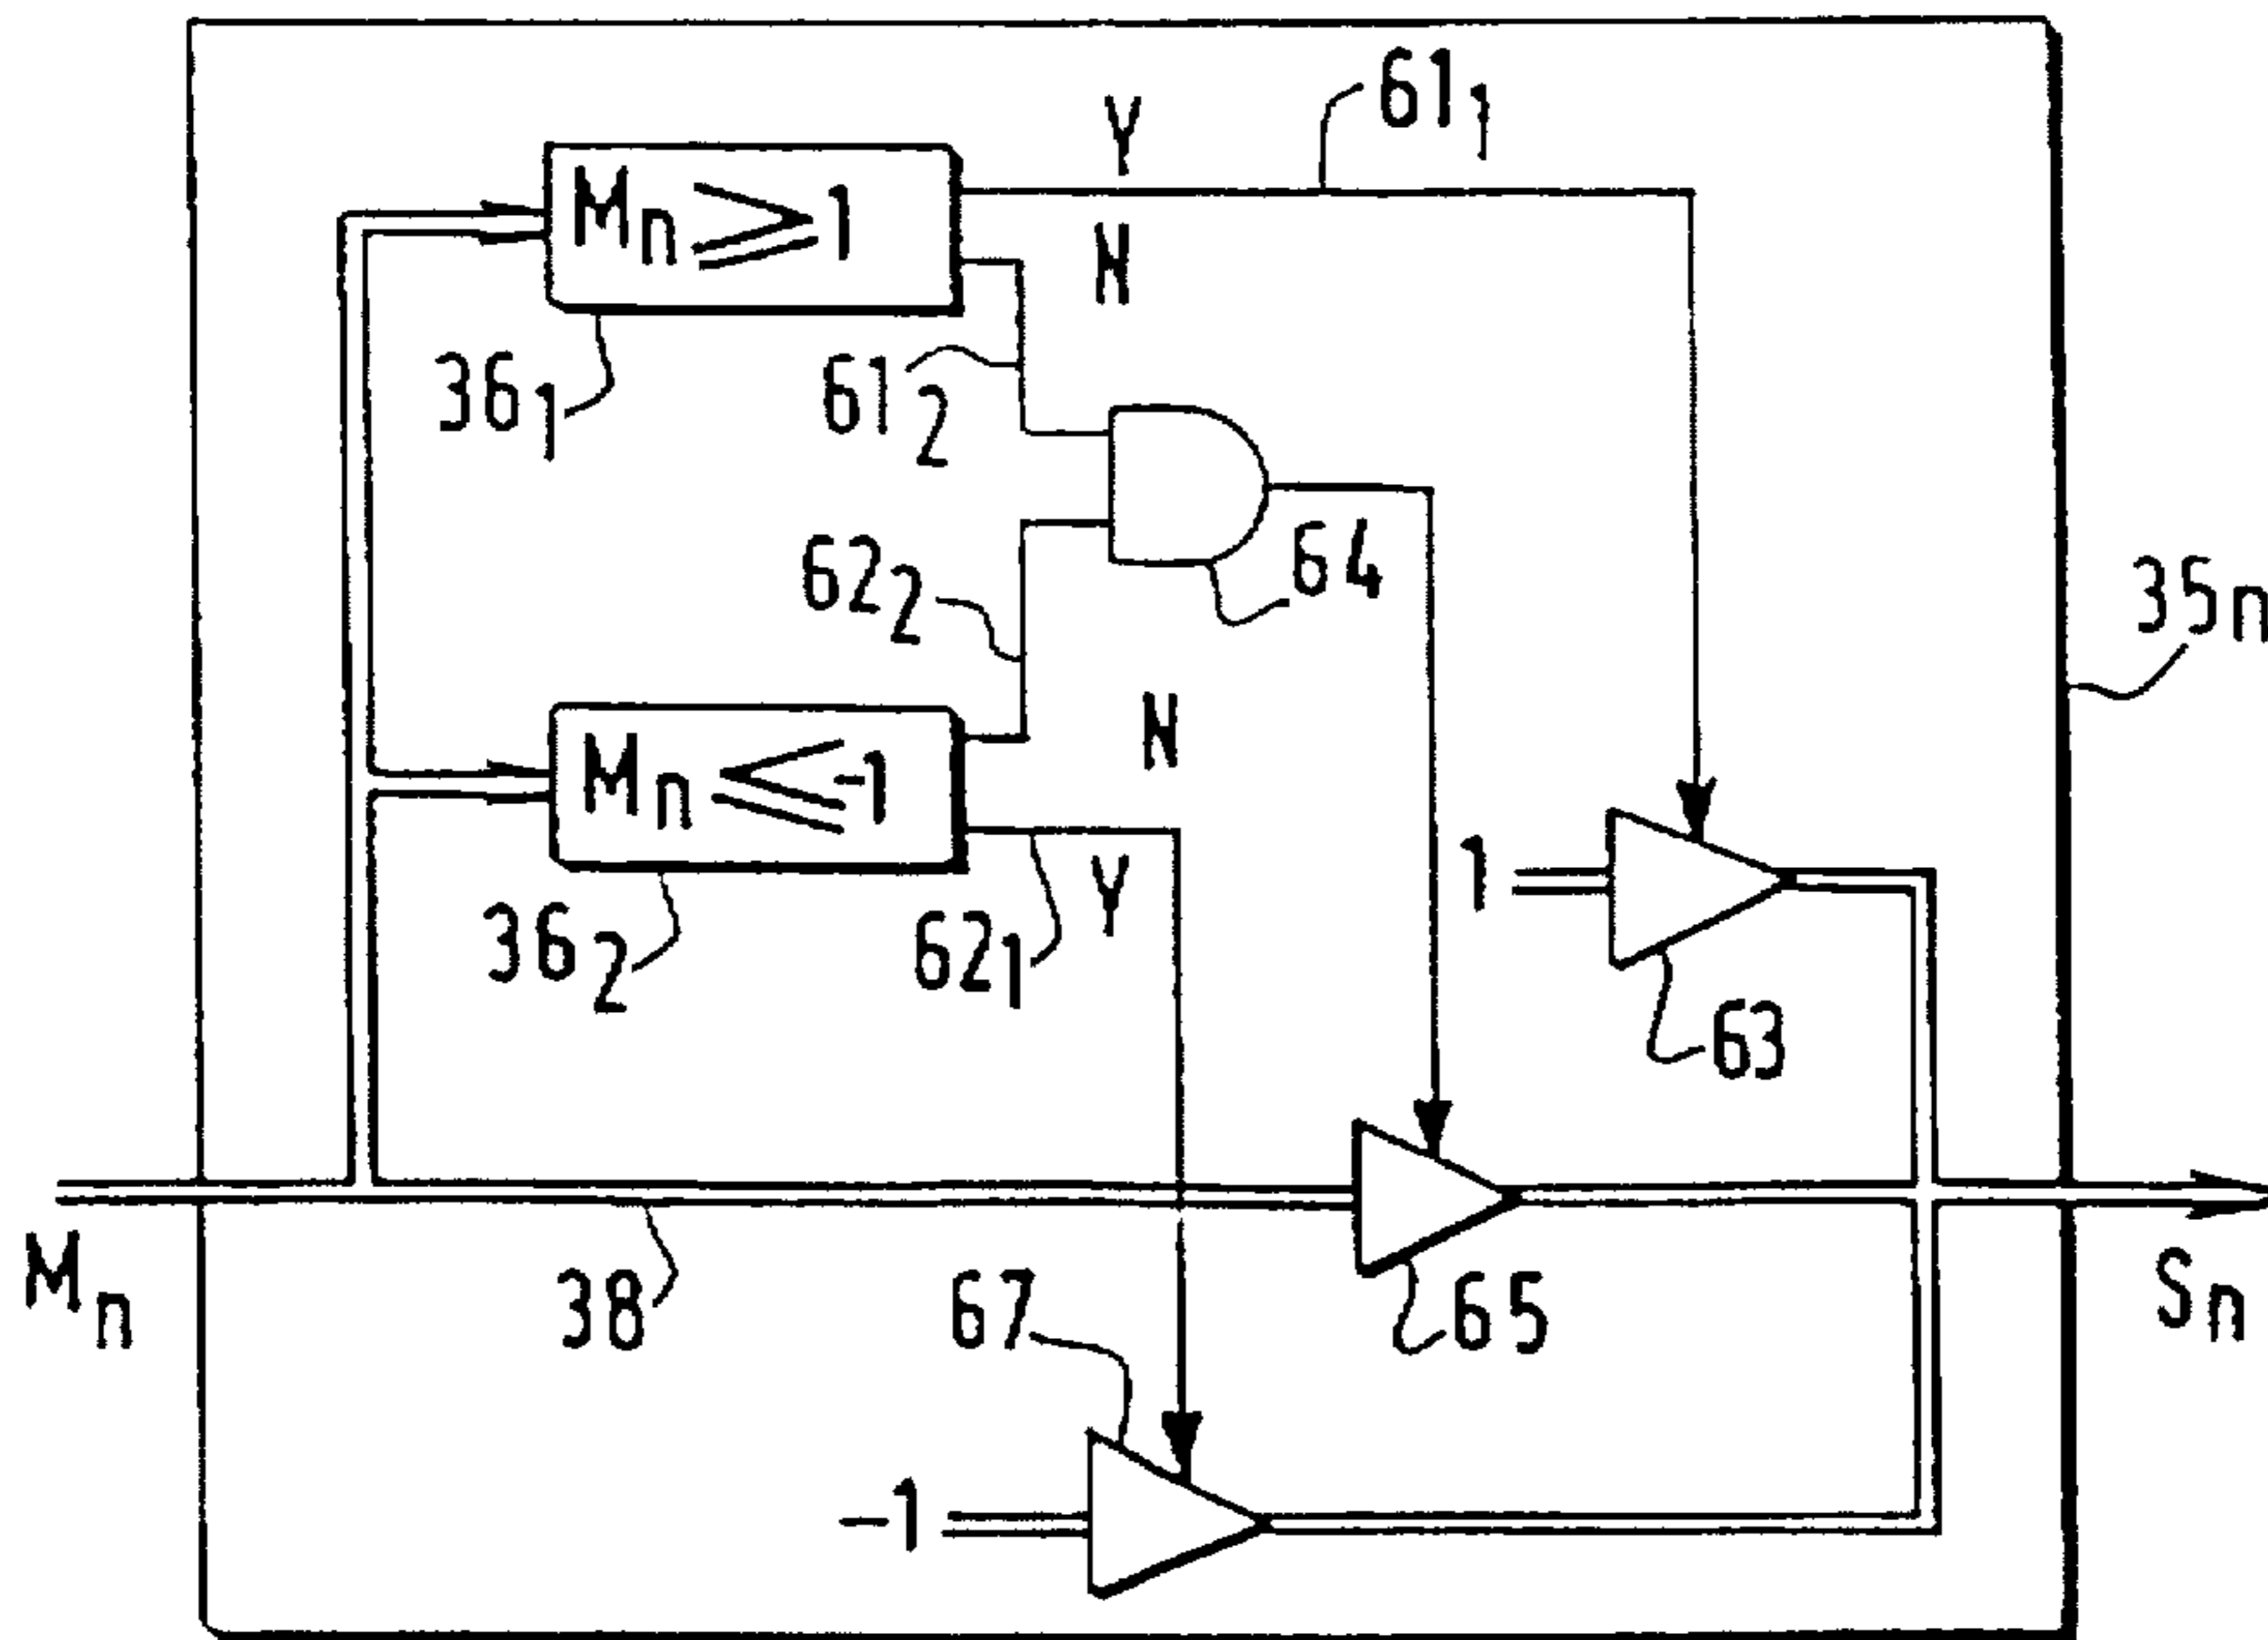 Y
61₁
Mₙ ≥ 1
N
36₁
61₂
64
62₂
35ₙ
N
Mₙ ≤ -1
1
Y
36₂
62₁
63
Mₙ
38
67
65
Sₙ
-1